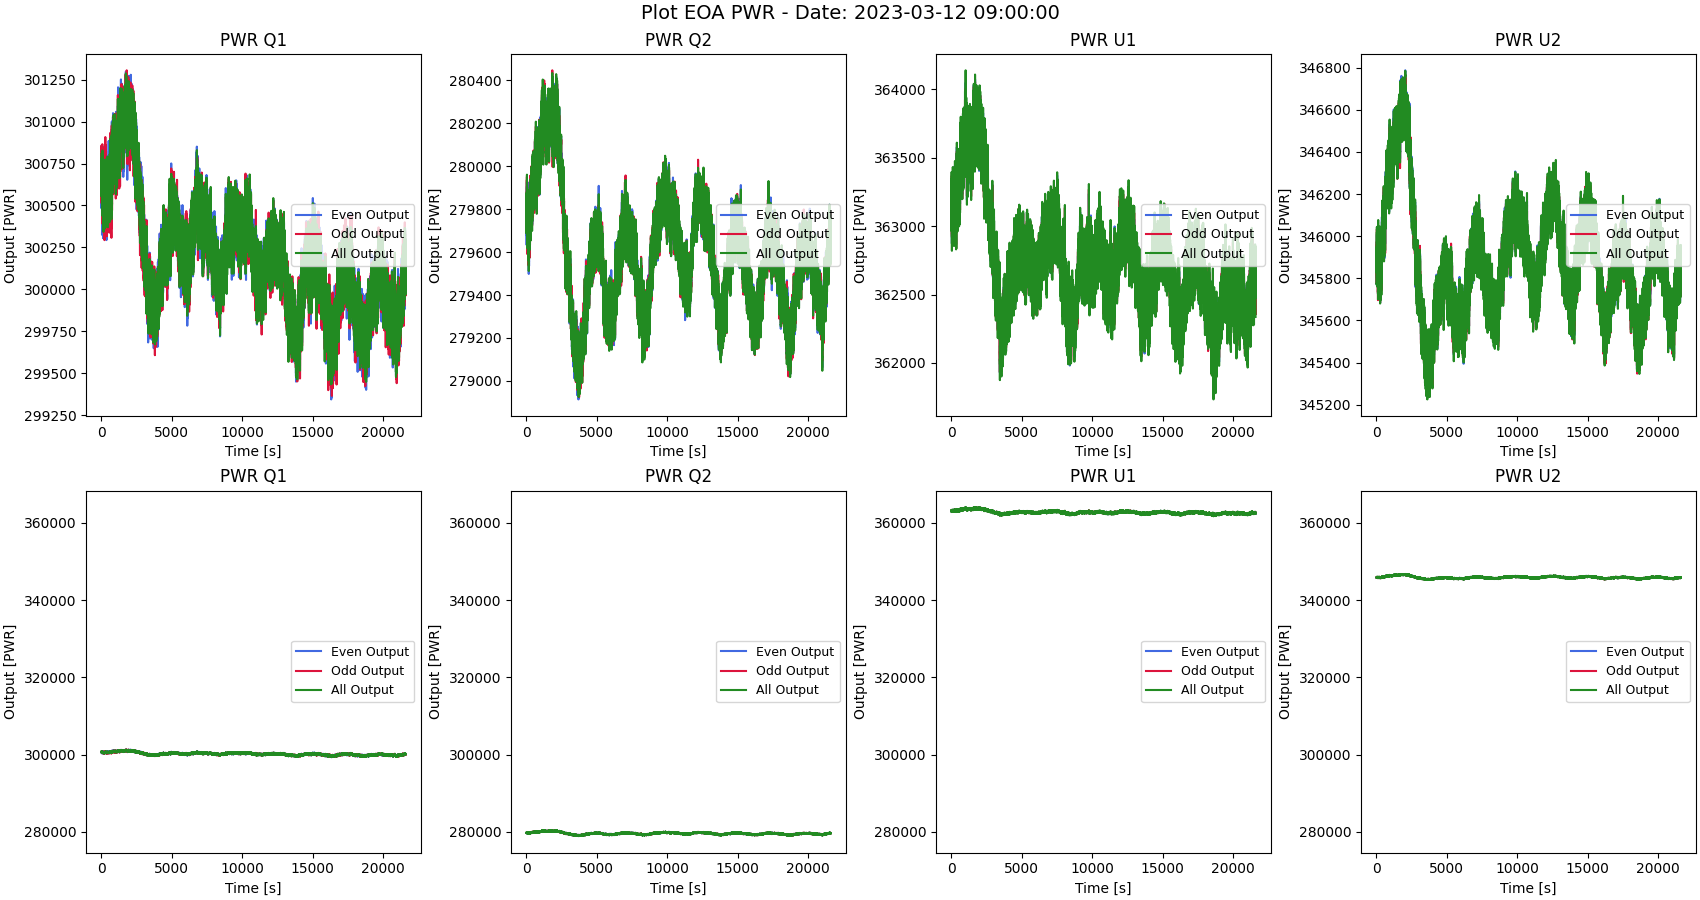 Plot EOA PWR - Date: 2023-03-12 09:00:00
PWR Q1
Output [PWR]
301250
301000
300750
300500
300250
300000
299750
299500
299250
0 5000 10000 15000 20000
Time [s]
Even Output
Odd Output
All Output
PWR Q2
Output [PWR]
280400
280200
280000
279800
279600
279400
279200
279000
0 5000 10000 15000 20000
Time [s]
Even Output
Odd Output
All Output
PWR U1
Output [PWR]
364000
363500
363000
362500
362000
0 5000 10000 15000 20000
Time [s]
Even Output
Odd Output
All Output
PWR U2
Output [PWR]
346800
346600
346400
346200
346000
345800
345600
345400
345200
0 5000 10000 15000 20000
Time [s]
Even Output
Odd Output
All Output
PWR Q1
Output [PWR]
360000
340000
320000
300000
280000
0 5000 10000 15000 20000
Time [s]
Even Output
Odd Output
All Output
PWR Q2
Output [PWR]
360000
340000
320000
300000
280000
0 5000 10000 15000 20000
Time [s]
Even Output
Odd Output
All Output
PWR U1
Output [PWR]
360000
340000
320000
300000
280000
0 5000 10000 15000 20000
Time [s]
Even Output
Odd Output
All Output
PWR U2
Output [PWR]
360000
340000
320000
300000
280000
0 5000 10000 15000 20000
Time [s]
Even Output
Odd Output
All Output